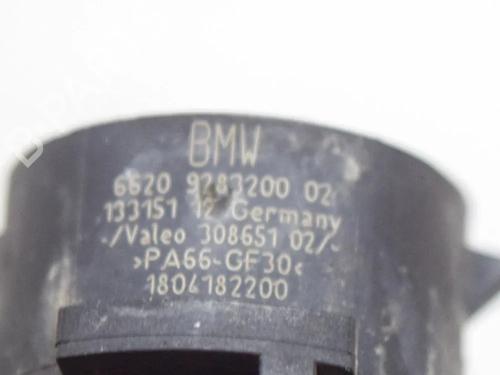 BMW
6620 9283200 02
133151 12 Germany
-/Valeo 308651 02/-
>PA66-GF30<
1804182200